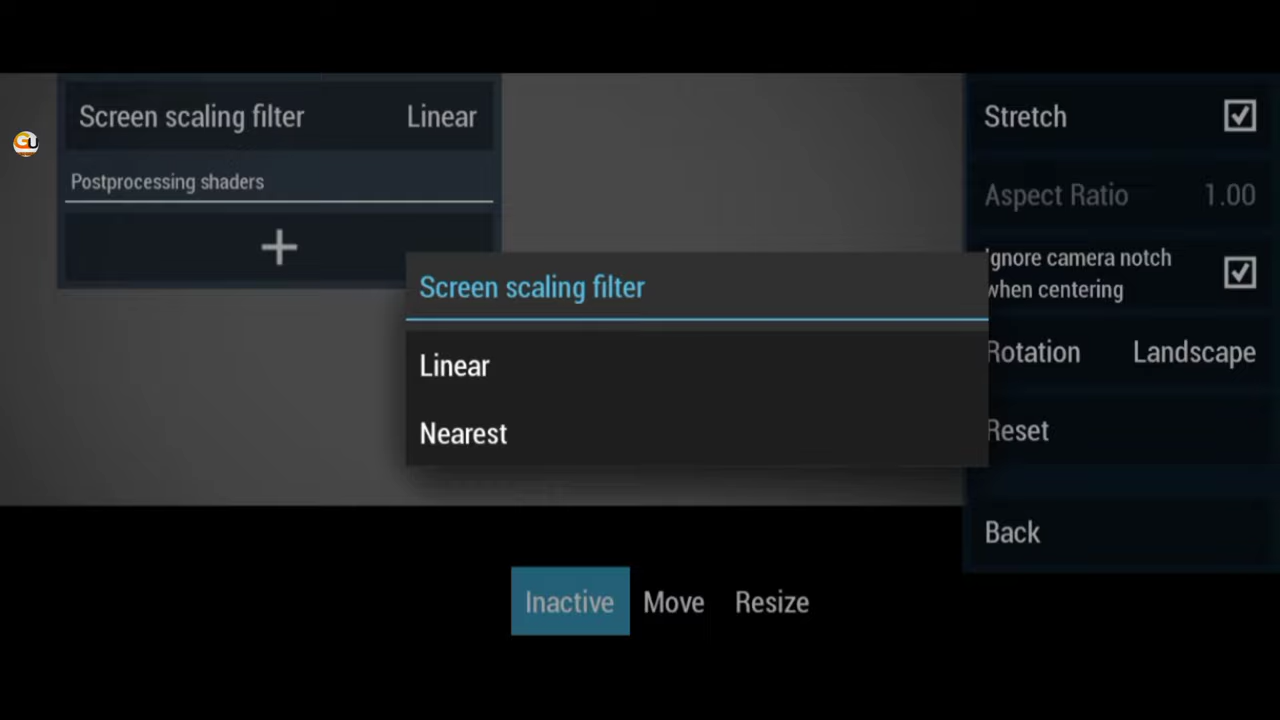 Screen scaling filter Linear
GU
Postprocessing shaders
+
Screen scaling filter
Linear
Nearest
Stretch
Aspect Ratio 1.00
Ignore camera notch
when centering
Rotation Landscape
Reset
Back
Inactive Move Resize